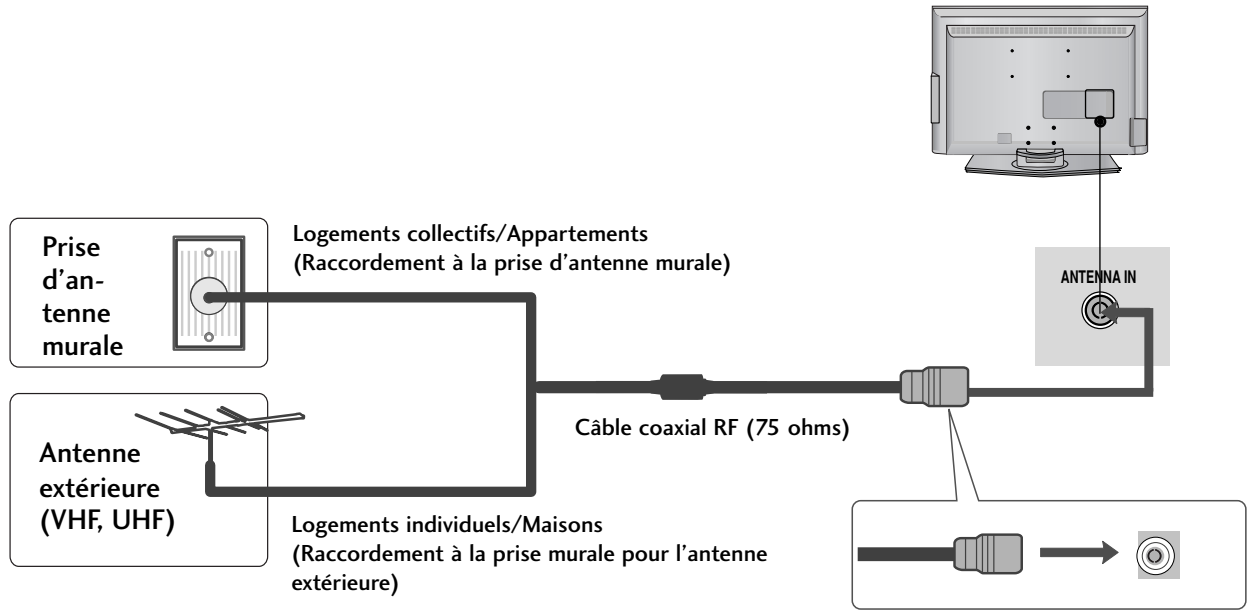 Prise
d'an-
tenne
murale
Logements collectifs/Appartements
(Raccordement à la prise d'antenne murale)
ANTENNA IN
Câble coaxial RF (75 ohms)
Antenne
extérieure
(VHF, UHF)
Logements individuels/Maisons
(Raccordement à la prise murale pour l'antenne
extérieure)